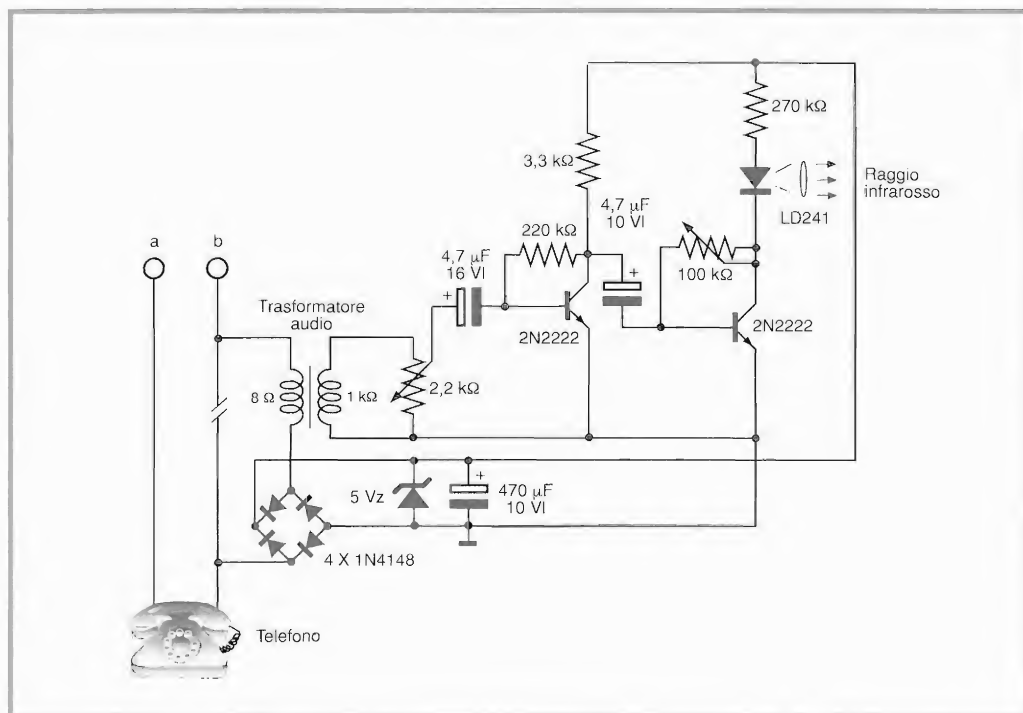 a
b
Trasformatore
audio
8 Ω
1 kΩ
2,2 kΩ
4,7 µF
16 Vl
220 kΩ
3,3 kΩ
4,7 µF
10 Vl
2N2222
100 kΩ
2N2222
270 kΩ
LD241
Raggio
infrarosso
5 Vz
470 µF
10 Vl
4 X 1N4148
Telefono